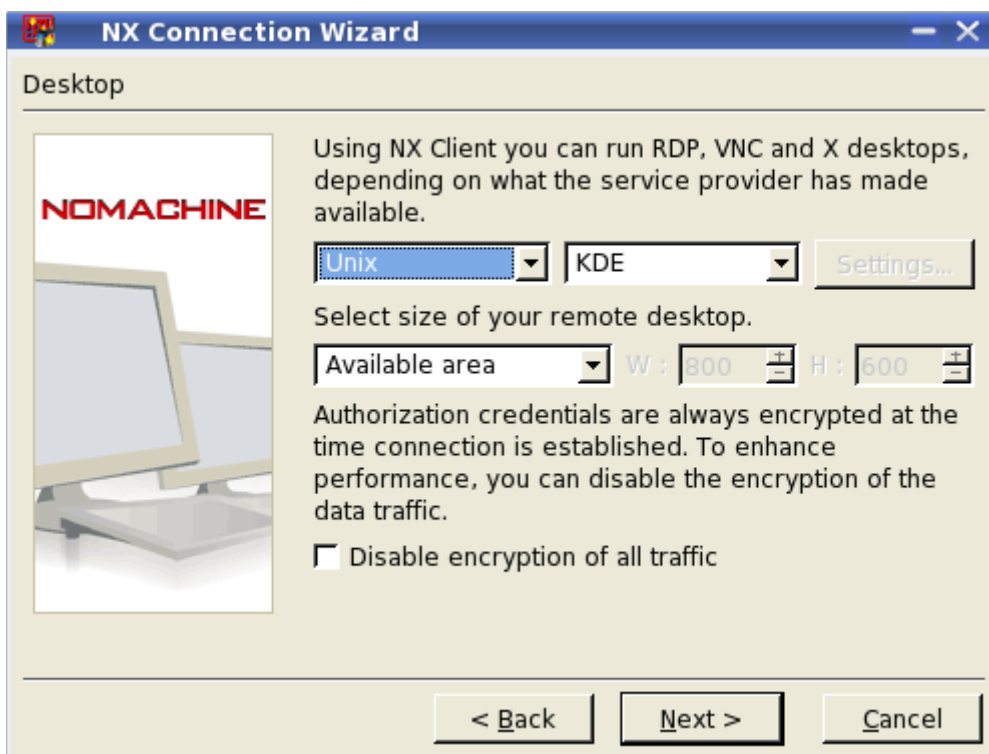 NX Connection Wizard
Desktop
NOMACHINE
Using NX Client you can run RDP, VNC and X desktops,
depending on what the service provider has made
available.
Unix KDE Settings...
Select size of your remote desktop.
Available area W : 800 H : 600
Authorization credentials are always encrypted at the
time connection is established. To enhance
performance, you can disable the encryption of the
data traffic.
Disable encryption of all traffic
< Back Next > Cancel